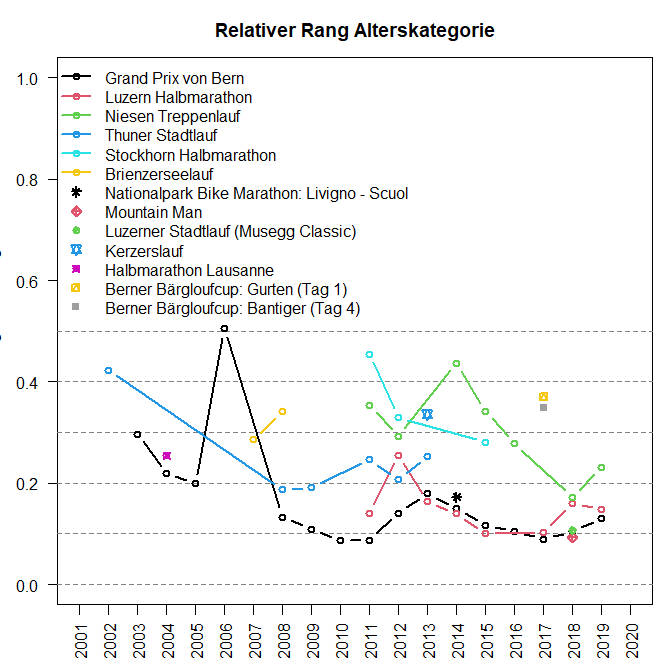 Relativer Rang Alterskategorie
1.0
0.8
0.6
0.4
0.2
0.0
Grand Prix von Bern
Luzern Halbmarathon
Niesen Treppenlauf
Thuner Stadtlauf
Stockhorn Halbmarathon
Brienzerseelauf
Nationalpark Bike Marathon: Livigno - Scuol
Mountain Man
Luzerner Stadtlauf (Musegg Classic)
Kerzerslauf
Halbmarathon Lausanne
Berner Bärgloufcup: Gurten (Tag 1)
Berner Bärgloufcup: Bantiger (Tag 4)
2001
2002
2003
2004
2005
2006
2007
2008
2009
2010
2011
2012
2013
2014
2015
2016
2017
2018
2019
2020